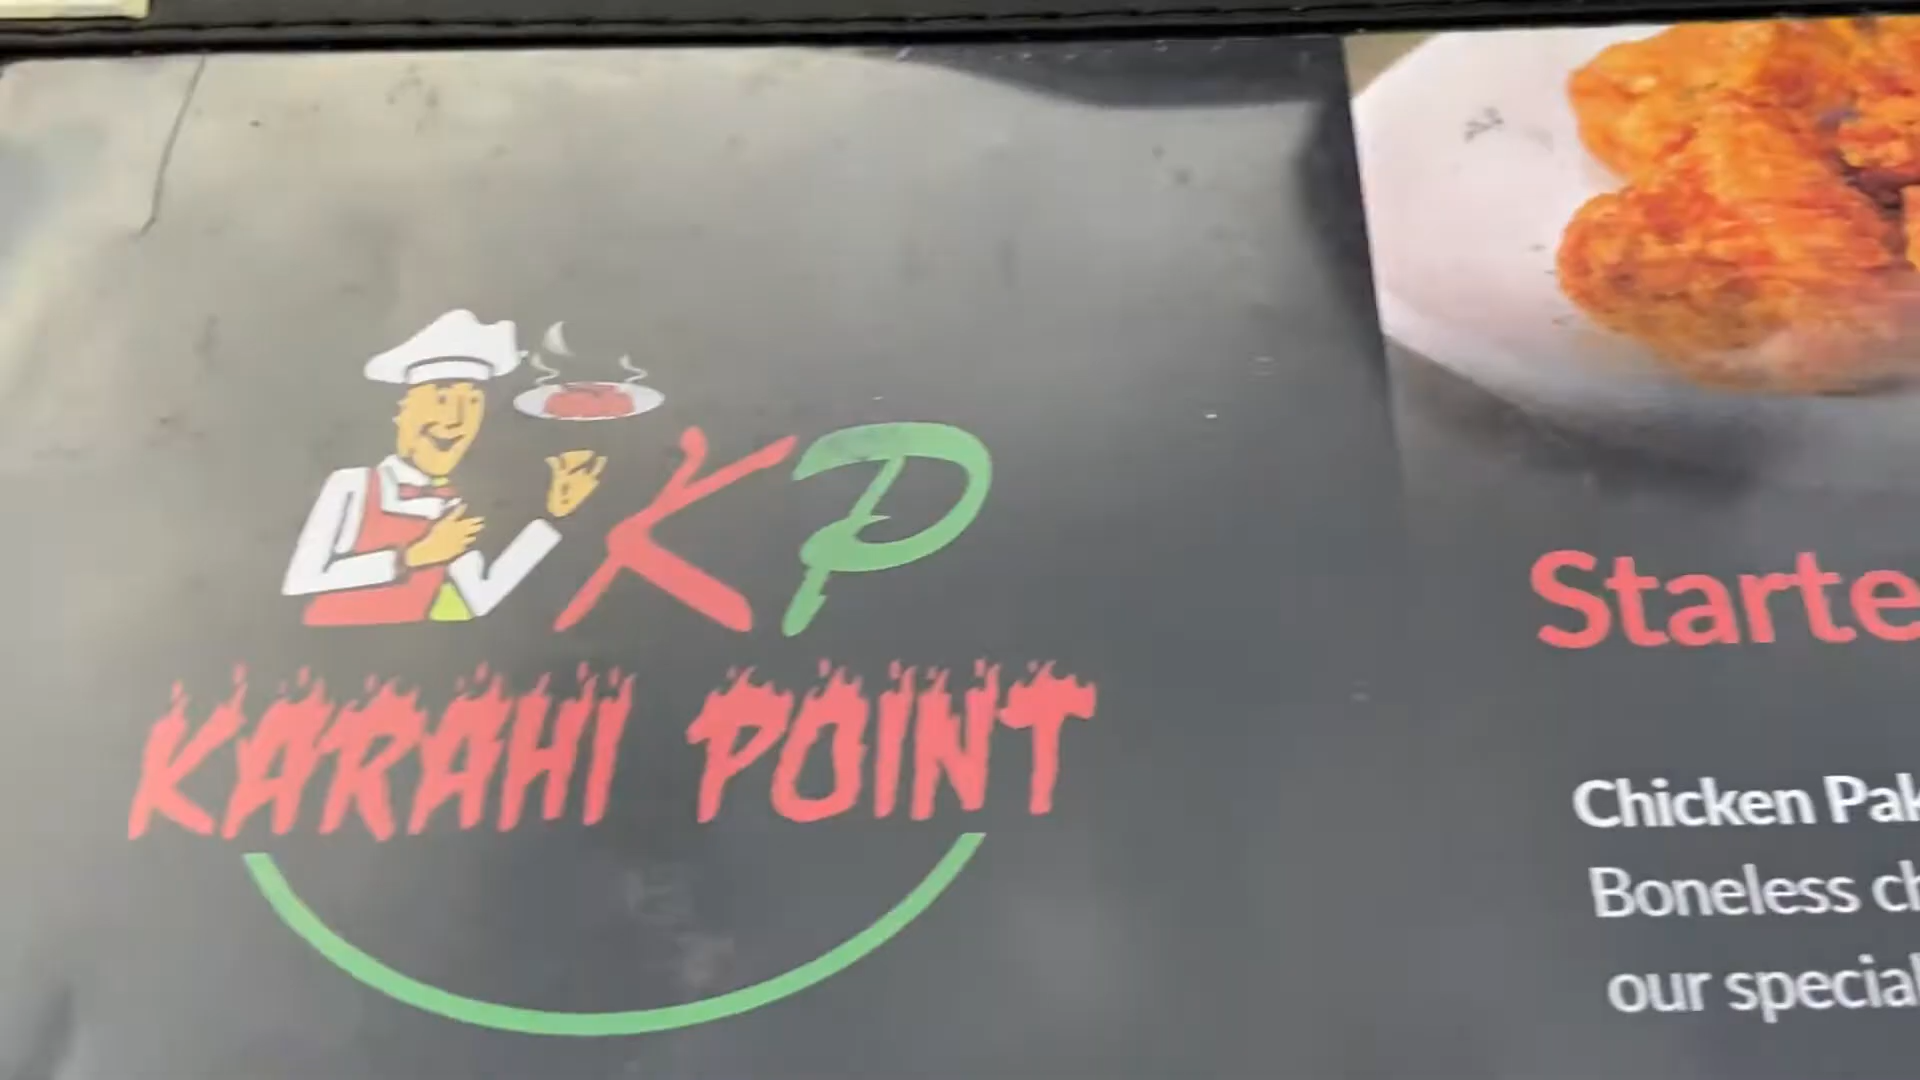 KP
KARAHI POINT
Starte
Chicken Pak
Boneless ch
our special